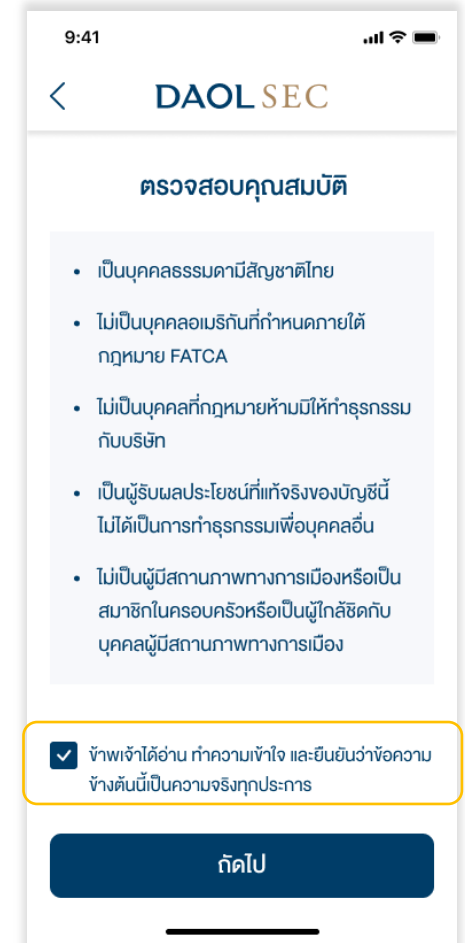 9:41
DAOL SEC
ตรวจสอบคุณสมบัติ
• เป็นบุคคลธรรมดามีสัญชาติไทย
• ไม่เป็นบุคคลอเมริกันที่กำหนดภายใต้
กฎหมาย FATCA
• ไม่เป็นบุคคลที่กฎหมายห้ามมิให้ทำธุรกรรม
กับบริษัท
• เป็นผู้รับผลประโยชน์ที่แท้จริงของบัญชีนี้
ไม่ได้เป็นการทำธุรกรรมเพื่อบุคคลอื่น
• ไม่เป็นผู้มีสถานภาพทางการเมืองหรือเป็น
สมาชิกในครอบครัวหรือเป็นผู้ใกล้ชิดกับ
บุคคลผู้มีสถานภาพทางการเมือง
ข้าพเจ้าได้อ่าน ทำความเข้าใจ และยืนยันว่าข้อความ
ข้างต้นนี้เป็นความจริงทุกประการ
ถัดไป